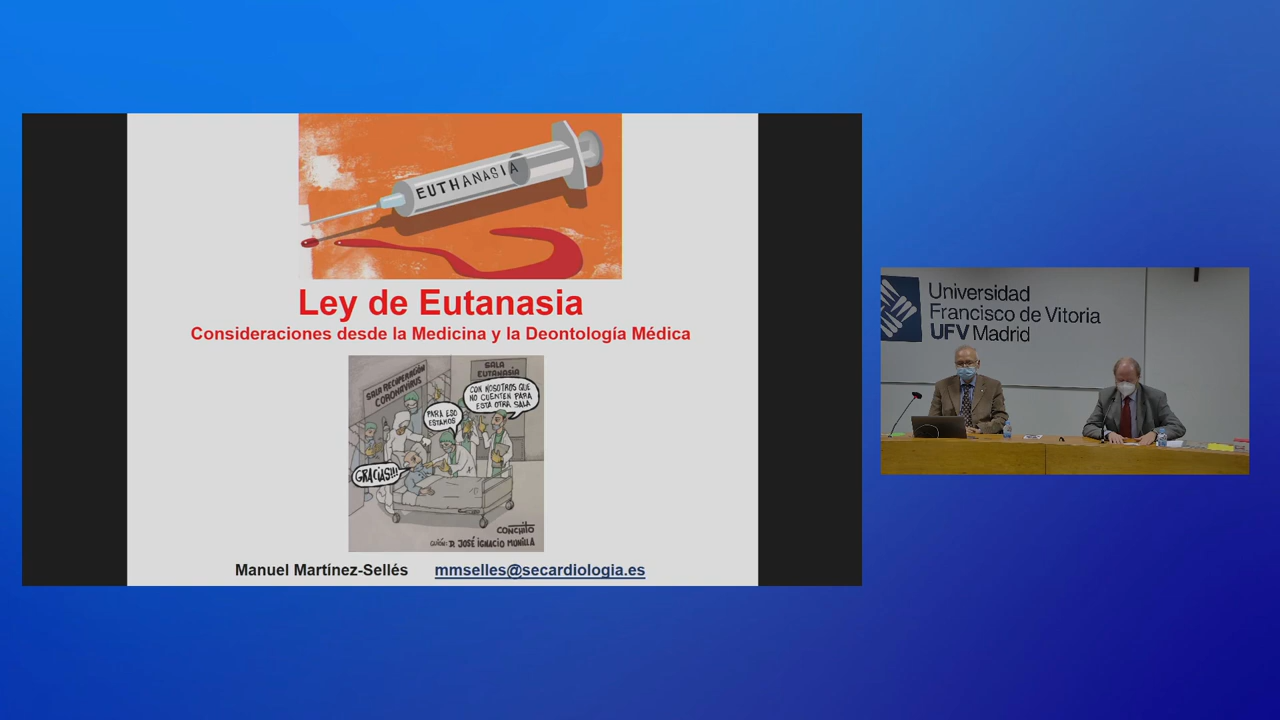 EUTHANASIA
Ley de Eutanasia
Consideraciones desde la Medicina y la Deontología Médica
SALA RECUPERACIÓN
CORONAVIRUS
SALA
EUTANASIA
CON NOSOTROS QUE
NO CUENTEN PARA
ESTA OTRA SALA
PARA ESO
ESTAMOS
GRACIAS!!!
CONCHITO
GUIÓN: D. JOSÉ IGNACIO MUNILLA
Manuel Martínez-Sellés mmselles@secardiologia.es
Universidad
Francisco de Vitoria
UFV Madrid